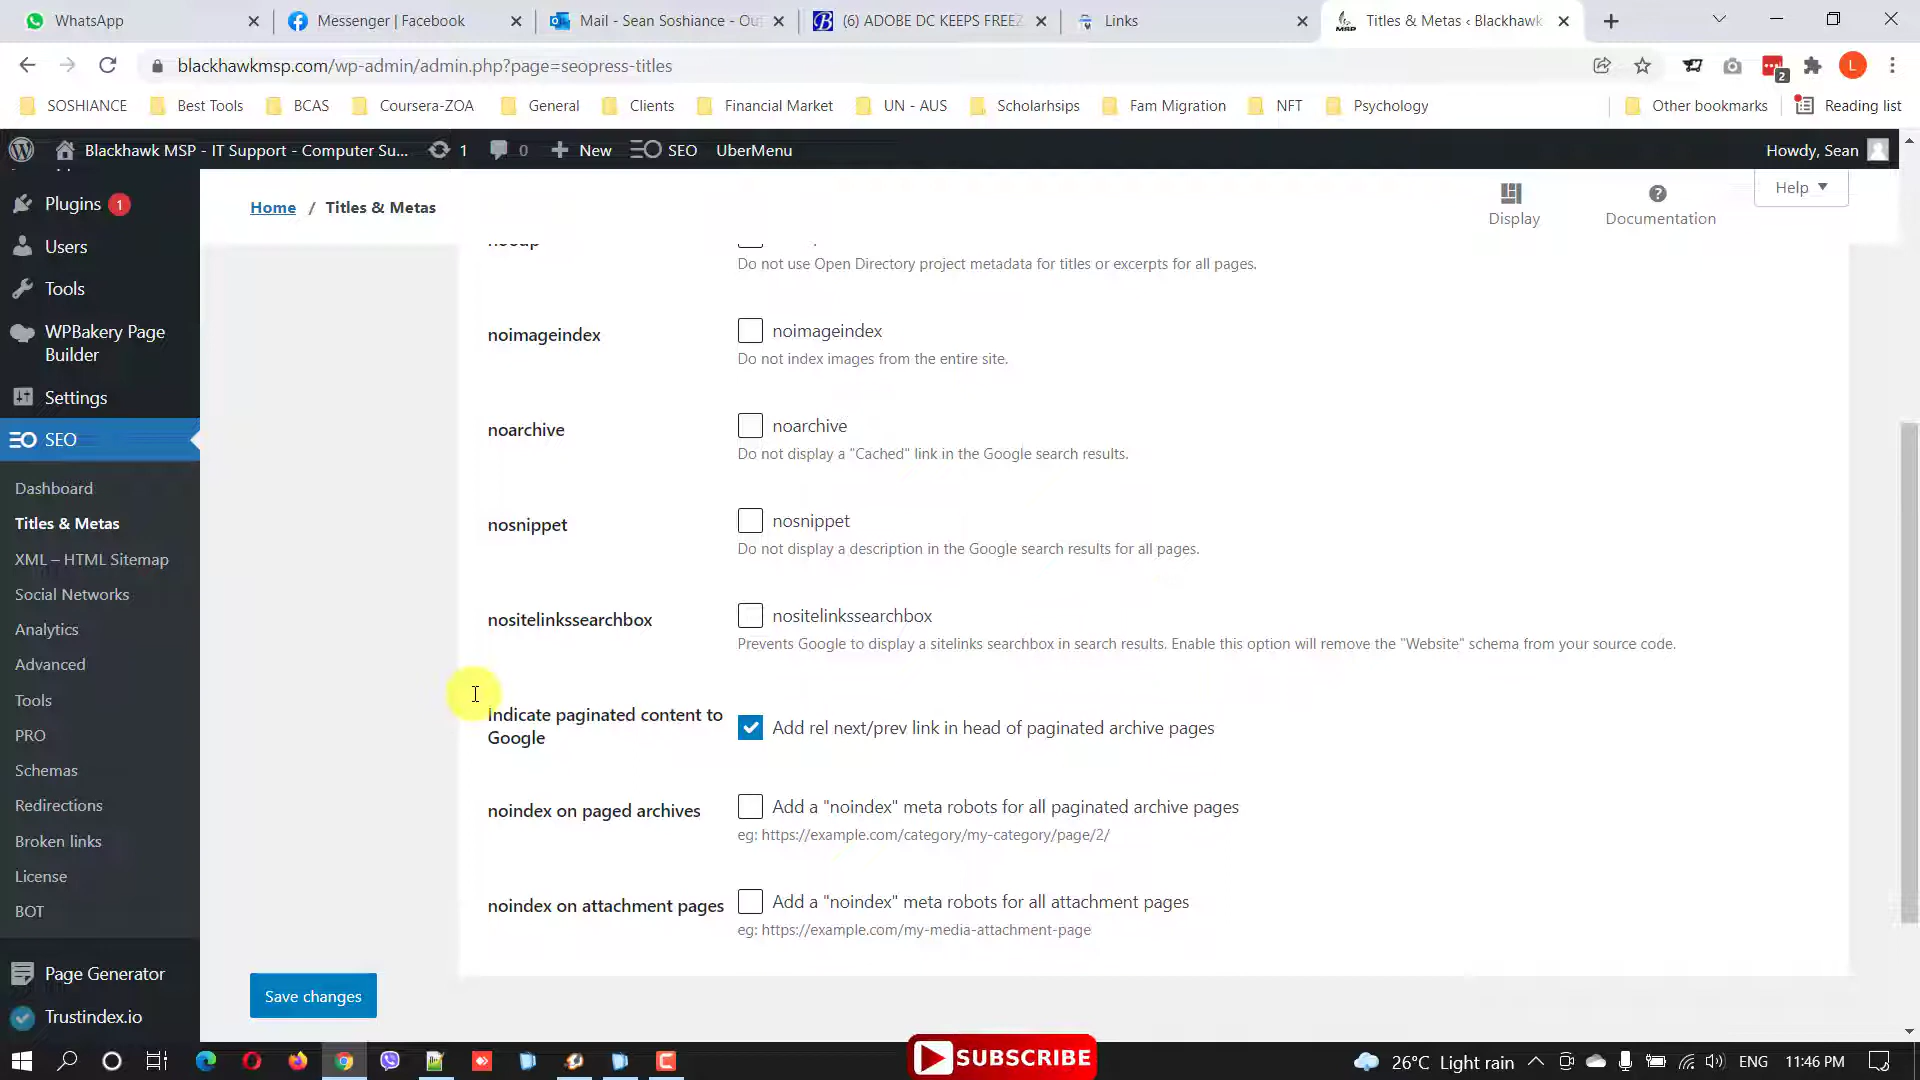 WhatsApp
Messenger | Facebook
Mail - Sean Soshiance - Ou
(6) ADOBE DC KEEPS FREEZ
Links
Titles & Metas ‹ Blackhawk
blackhawkmsp.com/wp-admin/admin.php?page=seopress-titles
2
L
SOSHIANCE
Best Tools
BCAS
Coursera-ZOA
General
Clients
Financial Market
UN - AUS
Scholarhsips
Fam Migration
NFT
Psychology
Other bookmarks
Reading list
Blackhawk MSP - IT Support - Computer Su...
1
0
New
SEO
UberMenu
Howdy, Sean
Plugins 1
Users
Tools
WPBakery Page
Builder
Settings
SEO
Dashboard
Titles & Metas
XML – HTML Sitemap
Social Networks
Analytics
Advanced
Tools
PRO
Schemas
Redirections
Broken links
License
BOT
Page Generator
Trustindex.io
Home / Titles & Metas
Display
Documentation
Help
Do not use Open Directory project metadata for titles or excerpts for all pages.
noimageindex
noimageindex
Do not index images from the entire site.
noarchive
noarchive
Do not display a "Cached" link in the Google search results.
nosnippet
nosnippet
Do not display a description in the Google search results for all pages.
nositelinkssearchbox
nositelinkssearchbox
Prevents Google to display a sitelinks searchbox in search results. Enable this option will remove the "Website" schema from your source code.
Indicate paginated content to
Google
Add rel next/prev link in head of paginated archive pages
noindex on paged archives
Add a "noindex" meta robots for all paginated archive pages
eg: https://example.com/category/my-category/page/2/
noindex on attachment pages
Add a "noindex" meta robots for all attachment pages
eg: https://example.com/my-media-attachment-page
Save changes
SUBSCRIBE
26°C Light rain
ENG
11:46 PM